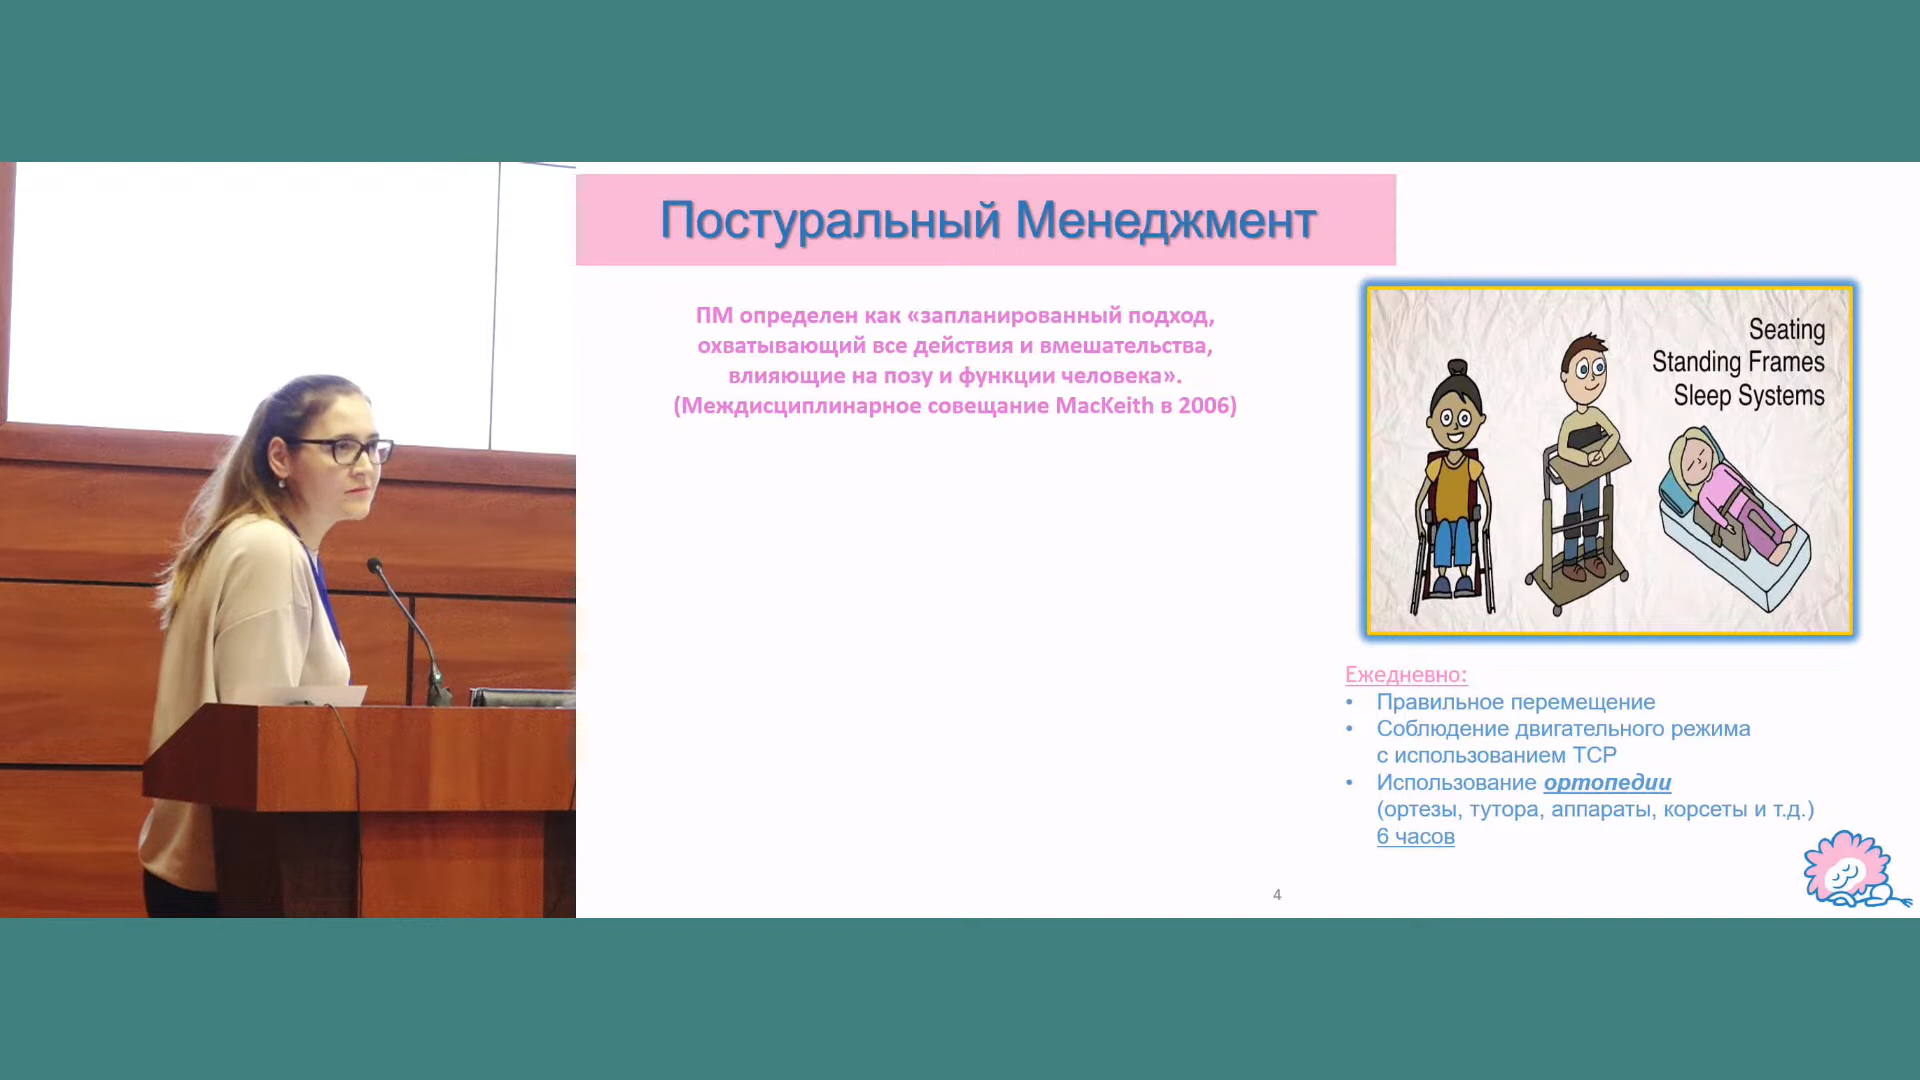 Постуральный Менеджмент
ПМ определен как «запланированный подход,
охватывающий все действия и вмешательства,
влияющие на позу и функции человека».
(Междисциплинарное совещание MacKeith в 2006)
Seating
Standing Frames
Sleep Systems
Ежедневно:
• Правильное перемещение
• Соблюдение двигательного режима
с использованием ТСР
• Использование ортопедии
(ортезы, тутора, аппараты, корсеты и т.д.)
6 часов
4